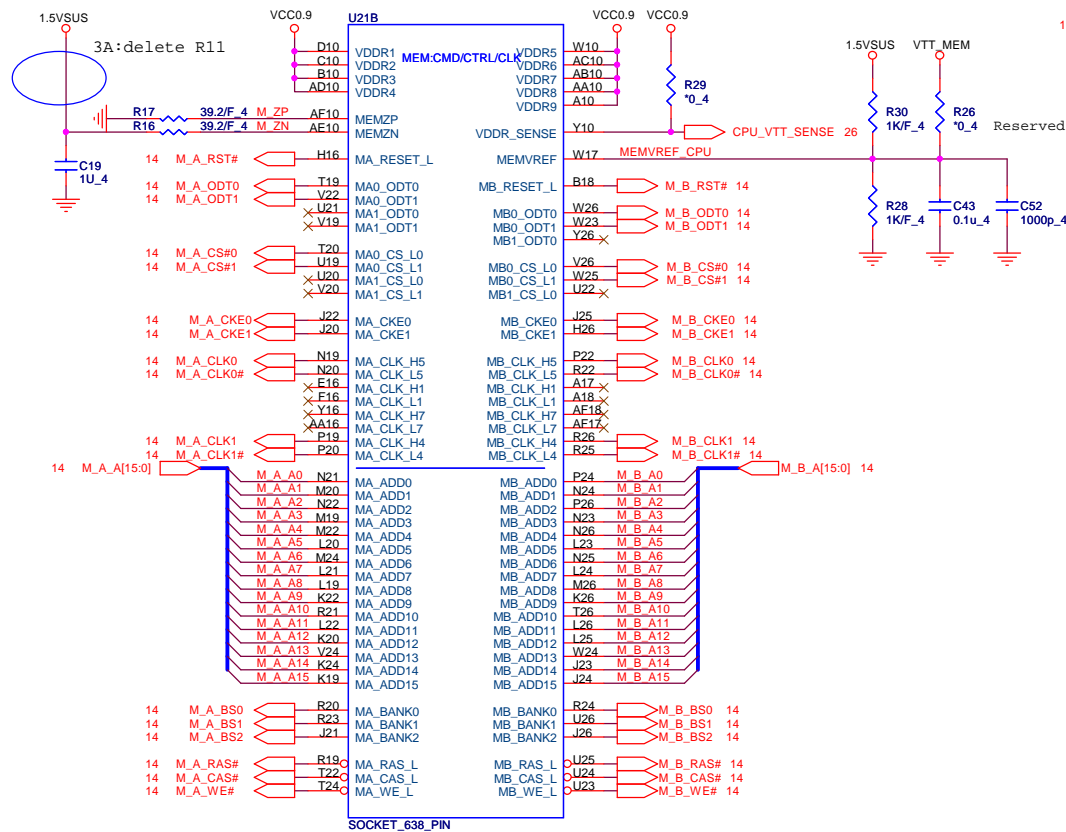 1.5VSUS
VCC0.9
U21B
VCC0.9 VCC0.9
1
3A:delete R11
MEM:CMD/CTRL/CLK
1.5VSUS VTT_MEM
D10 VDDR1 VDDR5 W10
C10 VDDR2 VDDR6 AC10
B10 VDDR3 VDDR7 AB10
AD10 VDDR4 VDDR8 AA10
VDDR9 A10
R29
*0_4
R30
1K/F_4
R26
*0_4
Reserved
R17 39.2/F_4 M_ZP AF10 MEMZP
R16 39.2/F_4 M_ZN AE10 MEMZN
VDDR_SENSE Y10 CPU_VTT_SENSE 26
C19
1U_4
14 M_A_RST# H16 MA_RESET_L MEMVREF W17 MEMVREF_CPU
14 M_A_ODT0 T19 MA0_ODT0 MB_RESET_L B18 M_B_RST# 14
14 M_A_ODT1 V22 MA0_ODT1
U21 MA1_ODT0 MB0_ODT0 W26 M_B_ODT0 14
V19 MA1_ODT1 MB0_ODT1 W23 M_B_ODT1 14
MB1_ODT0 Y26
R28
1K/F_4
C43
0.1u_4
C52
1000p_4
14 M_A_CS#0 T20 MA0_CS_L0
14 M_A_CS#1 U19 MA0_CS_L1 MB0_CS_L0 V26 M_B_CS#0 14
U20 MA1_CS_L0 MB0_CS_L1 W25 M_B_CS#1 14
V20 MA1_CS_L1 MB1_CS_L0 U22
14 M_A_CKE0 J22 MA_CKE0 MB_CKE0 J25 M_B_CKE0 14
14 M_A_CKE1 J20 MA_CKE1 MB_CKE1 H26 M_B_CKE1 14
14 M_A_CLK0 N19 MA_CLK_H5 MB_CLK_H5 P22 M_B_CLK0 14
14 M_A_CLK0# N20 MA_CLK_L5 MB_CLK_L5 R22 M_B_CLK0# 14
E16 MA_CLK_H1 MB_CLK_H1 A17
F16 MA_CLK_L1 MB_CLK_L1 A18
Y16 MA_CLK_H7 MB_CLK_H7 AF18
AA16 MA_CLK_L7 MB_CLK_L7 AF17
14 M_A_CLK1 P19 MA_CLK_H4 MB_CLK_H4 R26 M_B_CLK1 14
14 M_A_CLK1# P20 MA_CLK_L4 MB_CLK_L4 R25 M_B_CLK1# 14
14 M_A_A[15:0] M_B_A[15:0] 14
M_A_A0 N21 MA_ADD0 MB_ADD0 P24 M_B_A0
M_A_A1 M20 MA_ADD1 MB_ADD1 N24 M_B_A1
M_A_A2 N22 MA_ADD2 MB_ADD2 P26 M_B_A2
M_A_A3 M19 MA_ADD3 MB_ADD3 N23 M_B_A3
M_A_A4 M22 MA_ADD4 MB_ADD4 N26 M_B_A4
M_A_A5 L20 MA_ADD5 MB_ADD5 L23 M_B_A5
M_A_A6 M24 MA_ADD6 MB_ADD6 N25 M_B_A6
M_A_A7 L21 MA_ADD7 MB_ADD7 L24 M_B_A7
M_A_A8 L19 MA_ADD8 MB_ADD8 M26 M_B_A8
M_A_A9 K22 MA_ADD9 MB_ADD9 K26 M_B_A9
M_A_A10 R21 MA_ADD10 MB_ADD10 T26 M_B_A10
M_A_A11 L22 MA_ADD11 MB_ADD11 L26 M_B_A11
M_A_A12 K20 MA_ADD12 MB_ADD12 L25 M_B_A12
M_A_A13 V24 MA_ADD13 MB_ADD13 W24 M_B_A13
M_A_A14 K24 MA_ADD14 MB_ADD14 J23 M_B_A14
M_A_A15 K19 MA_ADD15 MB_ADD15 J24 M_B_A15
14 M_A_BS0 R20 MA_BANK0 MB_BANK0 R24 M_B_BS0 14
14 M_A_BS1 R23 MA_BANK1 MB_BANK1 U26 M_B_BS1 14
14 M_A_BS2 J21 MA_BANK2 MB_BANK2 J26 M_B_BS2 14
14 M_A_RAS# R19 MA_RAS_L MB_RAS_L U25 M_B_RAS# 14
14 M_A_CAS# T22 MA_CAS_L MB_CAS_L U24 M_B_CAS# 14
14 M_A_WE# T24 MA_WE_L MB_WE_L U23 M_B_WE# 14
SOCKET_638_PIN